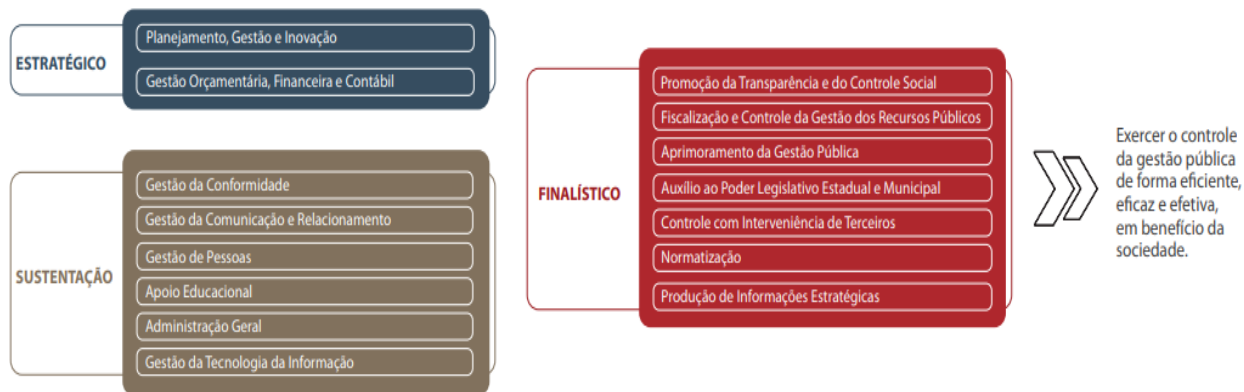 ESTRATÉGICO
Planejamento, Gestão e Inovação
Gestão Orçamentária, Financeira e Contábil
SUSTENTAÇÃO
Gestão da Conformidade
Gestão da Comunicação e Relacionamento
Gestão de Pessoas
Apoio Educacional
Administração Geral
Gestão da Tecnologia da Informação
FINALÍSTICO
Promoção da Transparência e do Controle Social
Fiscalização e Controle da Gestão dos Recursos Públicos
Aprimoramento da Gestão Pública
Auxílio ao Poder Legislativo Estadual e Municipal
Controle com Interveniência de Terceiros
Normatização
Produção de Informações Estratégicas
Exercer o controle
da gestão pública
de forma eficiente,
eficaz e efetiva,
em benefício da
sociedade.